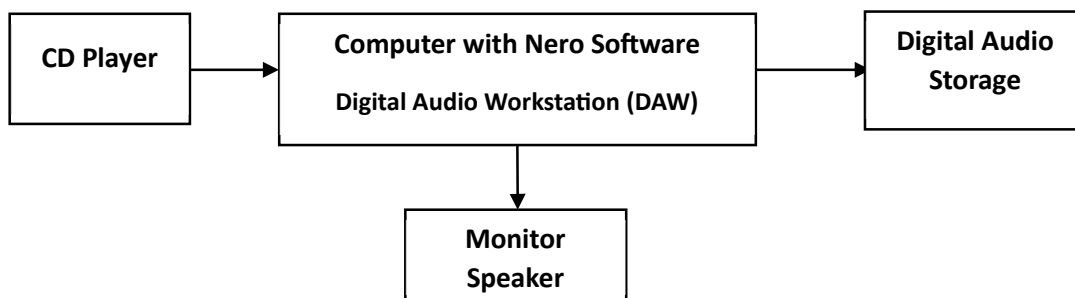 CD Player
Computer with Nero Software
Digital Audio Workstation (DAW)
Digital Audio
Storage
Monitor
Speaker